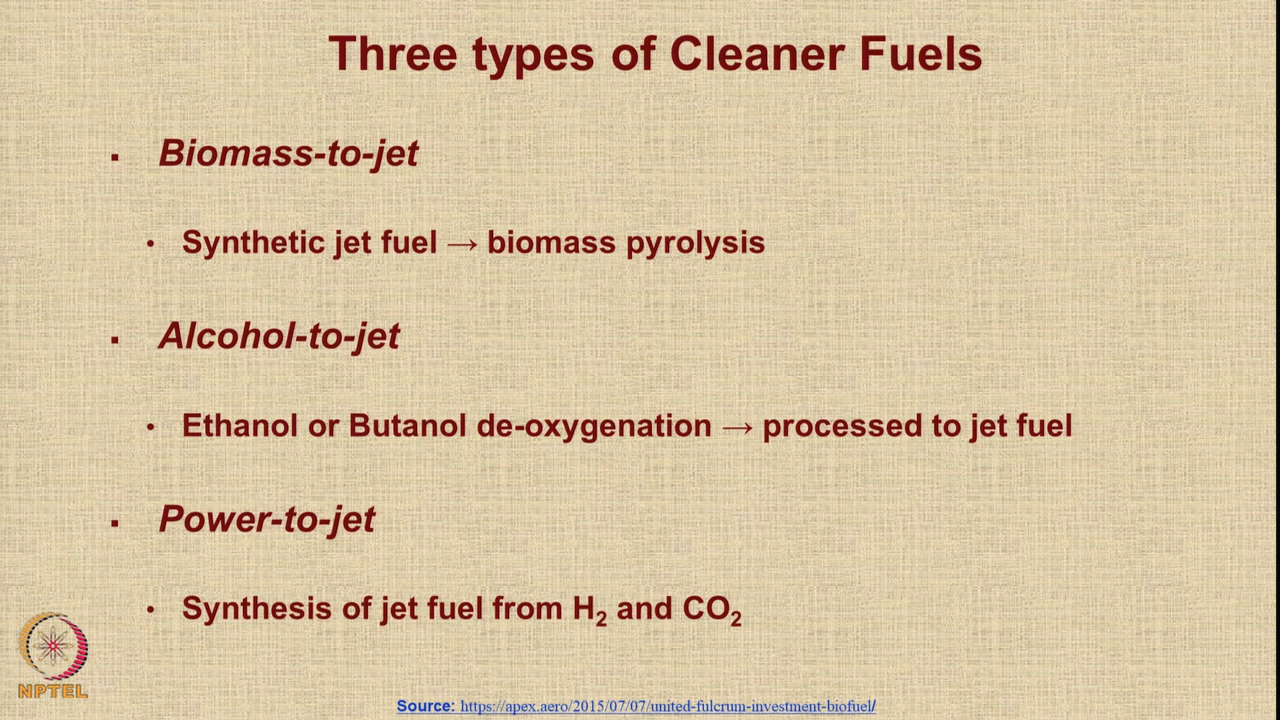 Three types of Cleaner Fuels
▪ Biomass-to-jet
• Synthetic jet fuel → biomass pyrolysis
▪ Alcohol-to-jet
• Ethanol or Butanol de-oxygenation → processed to jet fuel
▪ Power-to-jet
• Synthesis of jet fuel from H₂ and CO₂
NPTEL
Source: https://apex.aero/2015/07/07/united-fulcrum-investment-biofuel/